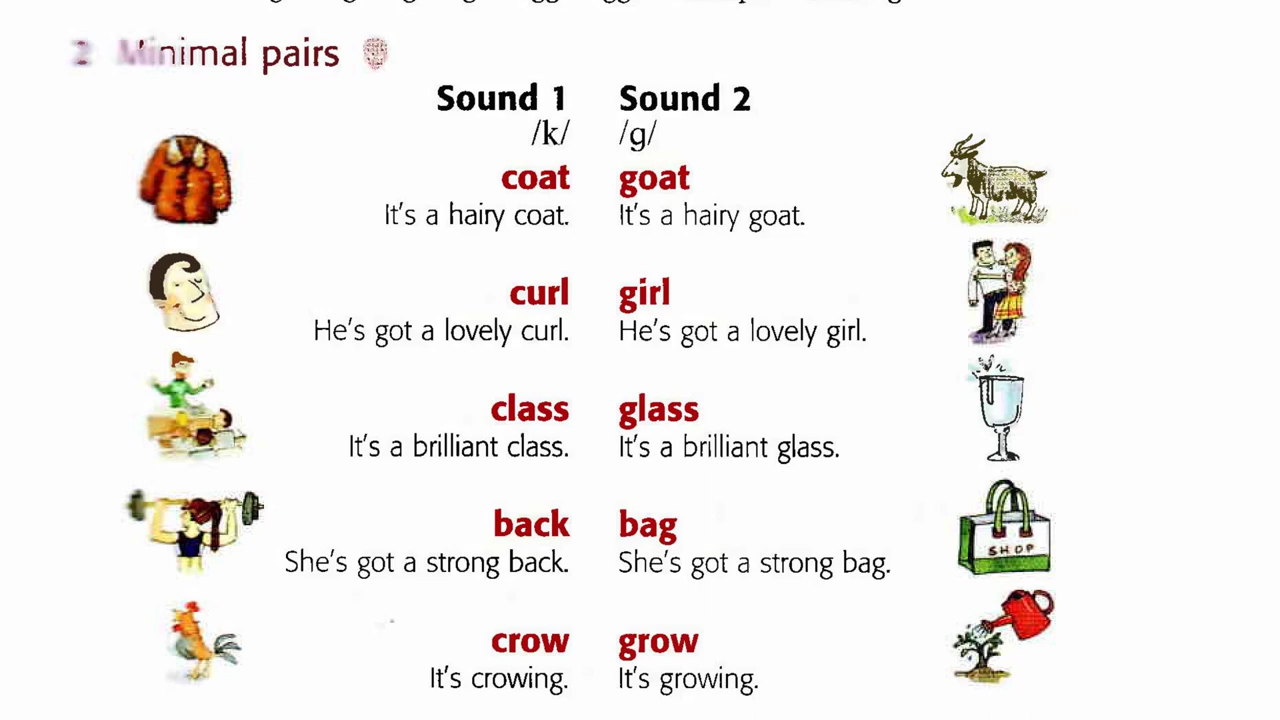 2 Minimal pairs
Sound 1 Sound 2
/k/ /g/
coat goat
It's a hairy coat. It's a hairy goat.
curl girl
He's got a lovely curl. He's got a lovely girl.
class glass
It's a brilliant class. It's a brilliant glass.
back bag
She's got a strong back. She's got a strong bag.
SHOP
crow grow
It's crowing. It's growing.